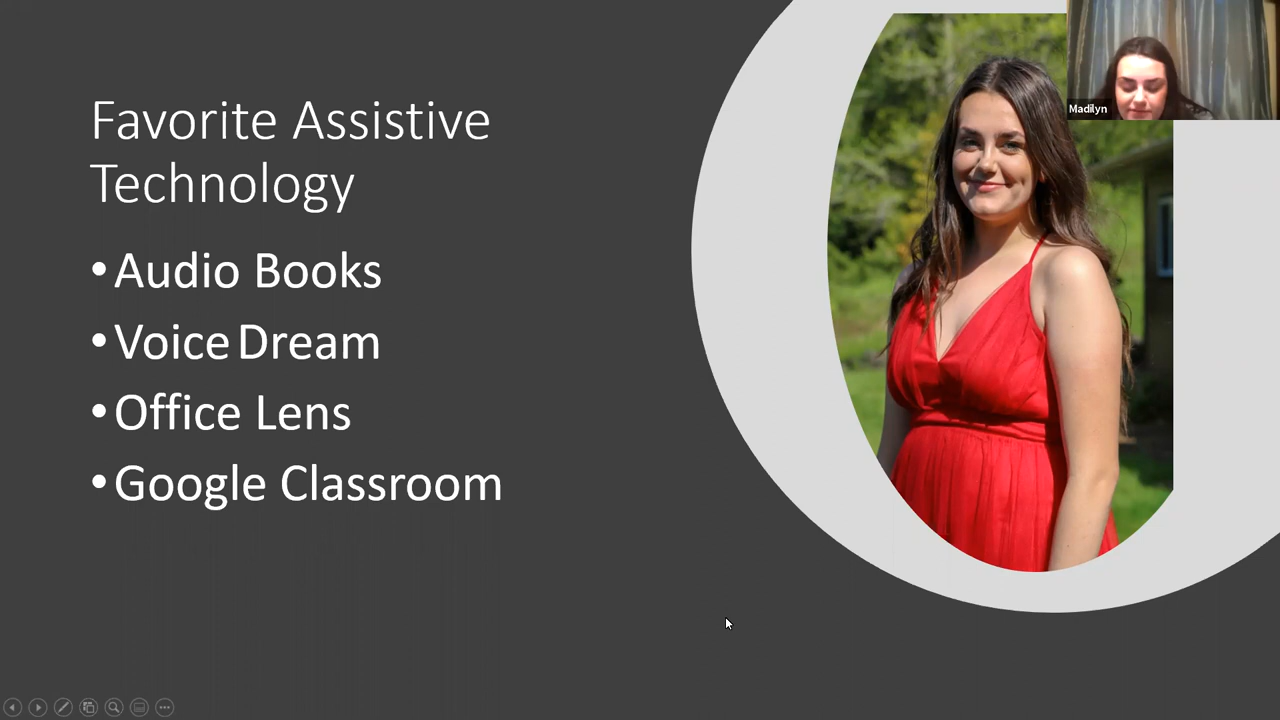 Favorite Assistive
Technology
•Audio Books
•Voice Dream
•Office Lens
•Google Classroom
Madilyn